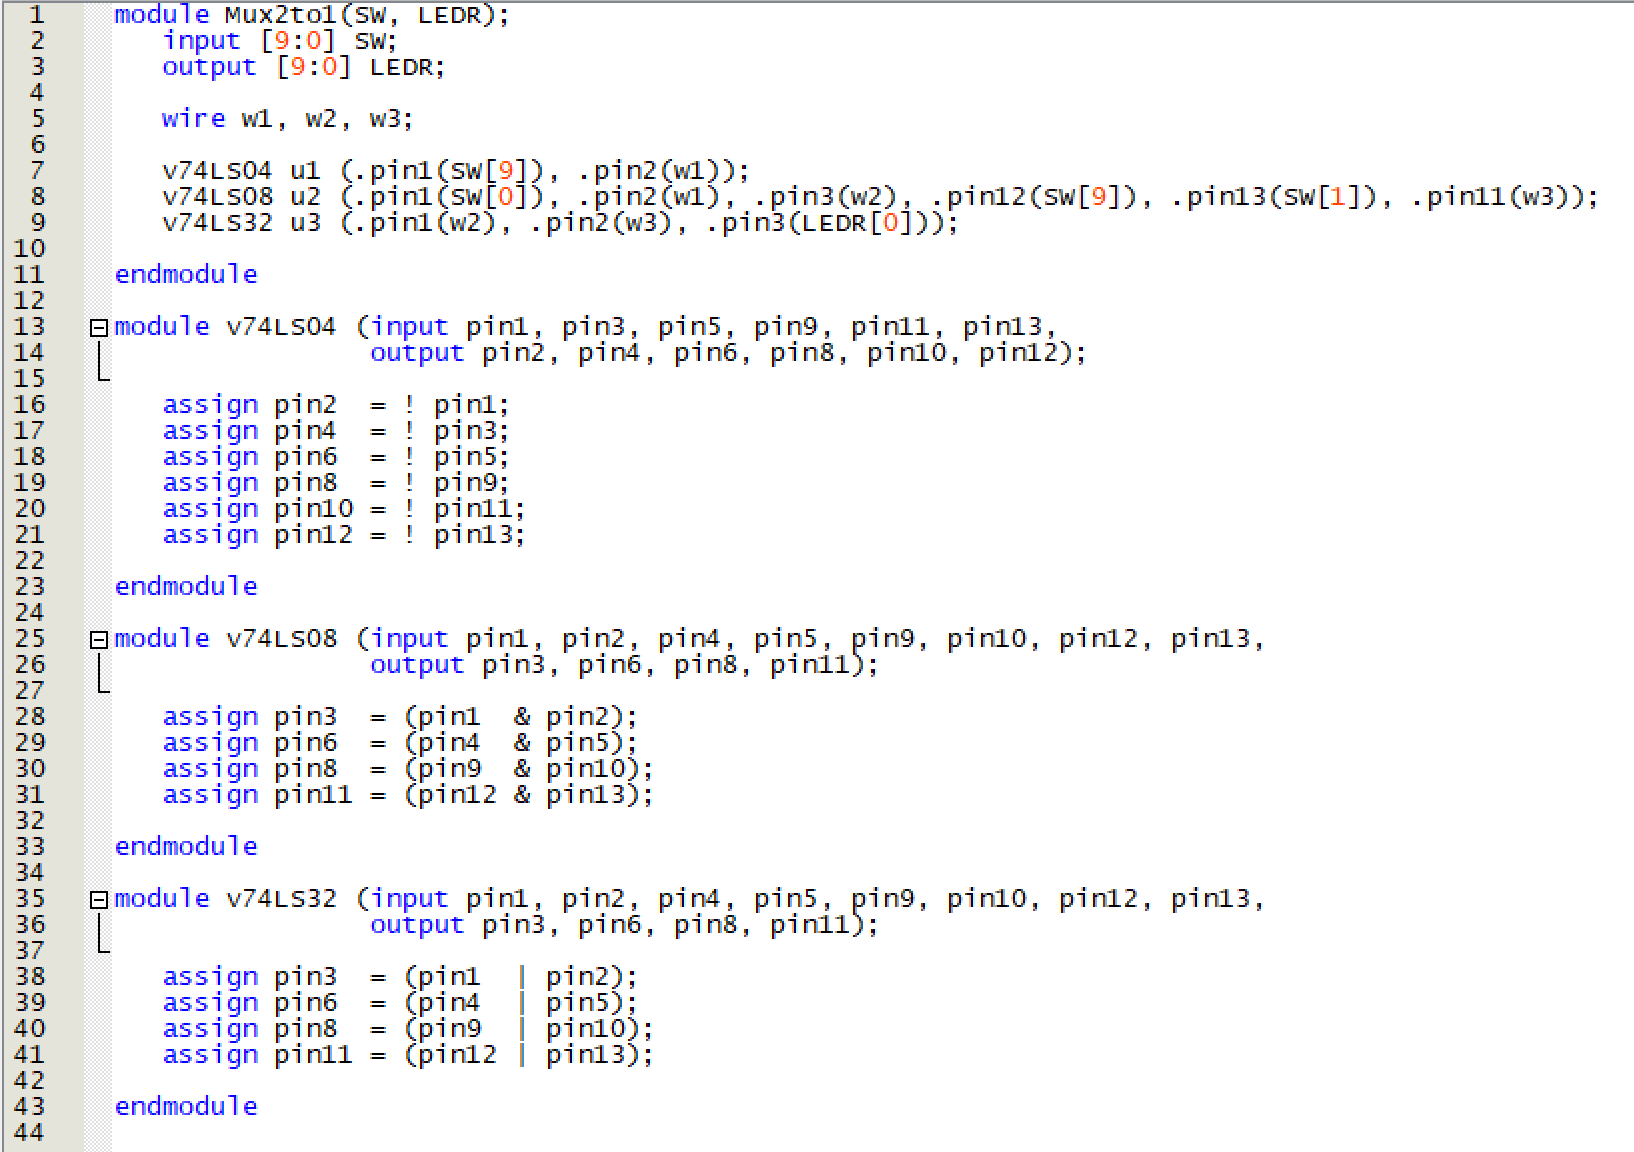 1 module Mux2to1(SW, LEDR);
2 input [9:0] SW;
3 output [9:0] LEDR;
4
5 wire w1, w2, w3;
6
7 v74LS04 u1 (.pin1(SW[9]), .pin2(w1));
8 v74LS08 u2 (.pin1(SW[0]), .pin2(w1), .pin3(w2), .pin12(SW[9]), .pin13(SW[1]), .pin11(w3));
9 v74LS32 u3 (.pin1(w2), .pin2(w3), .pin3(LEDR[0]));
10
11 endmodule
12
13 module v74LS04 (input pin1, pin3, pin5, pin9, pin11, pin13,
14 output pin2, pin4, pin6, pin8, pin10, pin12);
15
16 assign pin2 = ! pin1;
17 assign pin4 = ! pin3;
18 assign pin6 = ! pin5;
19 assign pin8 = ! pin9;
20 assign pin10 = ! pin11;
21 assign pin12 = ! pin13;
22
23 endmodule
24
25 module v74LS08 (input pin1, pin2, pin4, pin5, pin9, pin10, pin12, pin13,
26 output pin3, pin6, pin8, pin11);
27
28 assign pin3 = (pin1 & pin2);
29 assign pin6 = (pin4 & pin5);
30 assign pin8 = (pin9 & pin10);
31 assign pin11 = (pin12 & pin13);
32
33 endmodule
34
35 module v74LS32 (input pin1, pin2, pin4, pin5, pin9, pin10, pin12, pin13,
36 output pin3, pin6, pin8, pin11);
37
38 assign pin3 = (pin1 | pin2);
39 assign pin6 = (pin4 | pin5);
40 assign pin8 = (pin9 | pin10);
41 assign pin11 = (pin12 | pin13);
42
43 endmodule
44